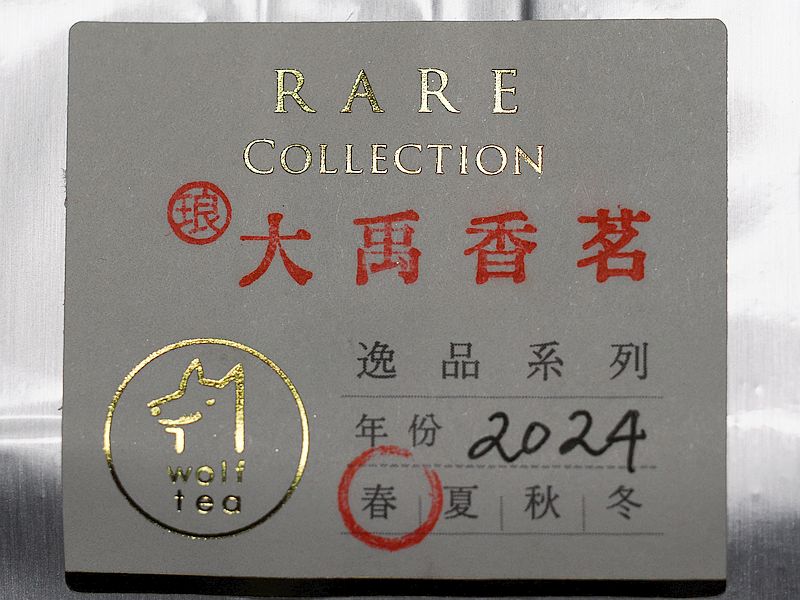 RARE
COLLECTION
琅 大禹香茗
逸品系列
年份 2024
春 夏 秋 冬
wolf
tea